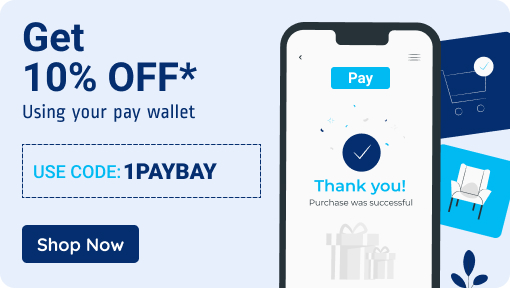 Get
10% OFF*
Using your pay wallet
USE CODE: 1PAYBAY
Shop Now
Pay
Thank you!
Purchase was successful